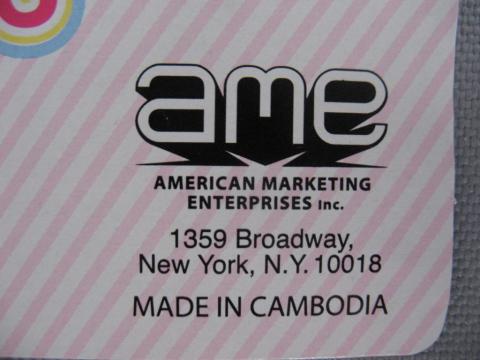 ame
AMERICAN MARKETING
ENTERPRISES Inc.
1359 Broadway,
New York, N.Y. 10018
MADE IN CAMBODIA